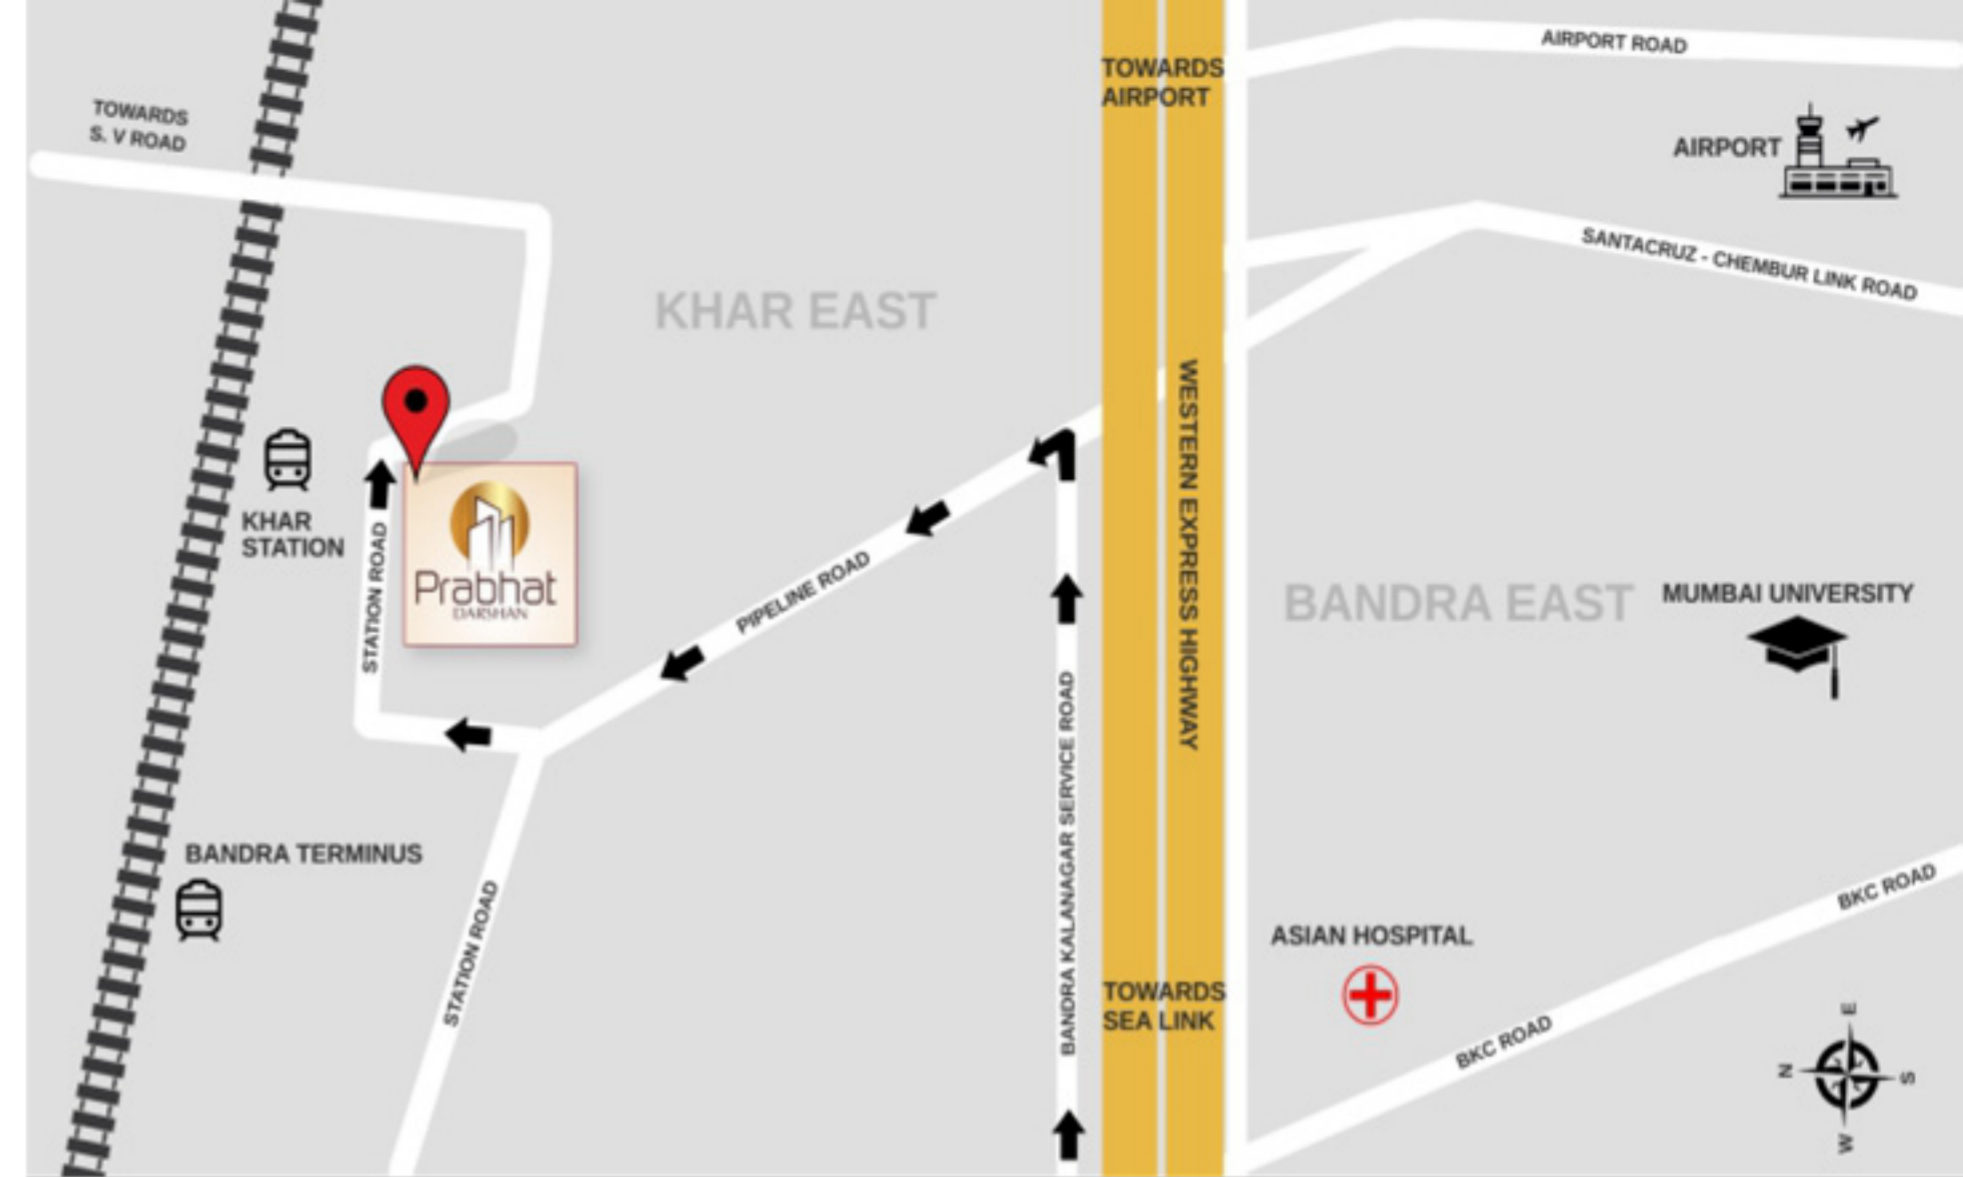 AIRPORT ROAD
TOWARDS
AIRPORT
TOWARDS
S. V ROAD
AIRPORT
SANTACRUZ - CHEMBUR LINK ROAD
KHAR EAST
WESTERN EXPRESS HIGHWAY
KHAR
STATION
STATION ROAD
Prabhat
DARSHAN
PIPELINE ROAD
BANDRA EAST
MUMBAI UNIVERSITY
BANDRA KALANAGAR SERVICE ROAD
BANDRA TERMINUS
STATION ROAD
BKC ROAD
ASIAN HOSPITAL
TOWARDS
SEA LINK
BKC ROAD
E
N
S
W